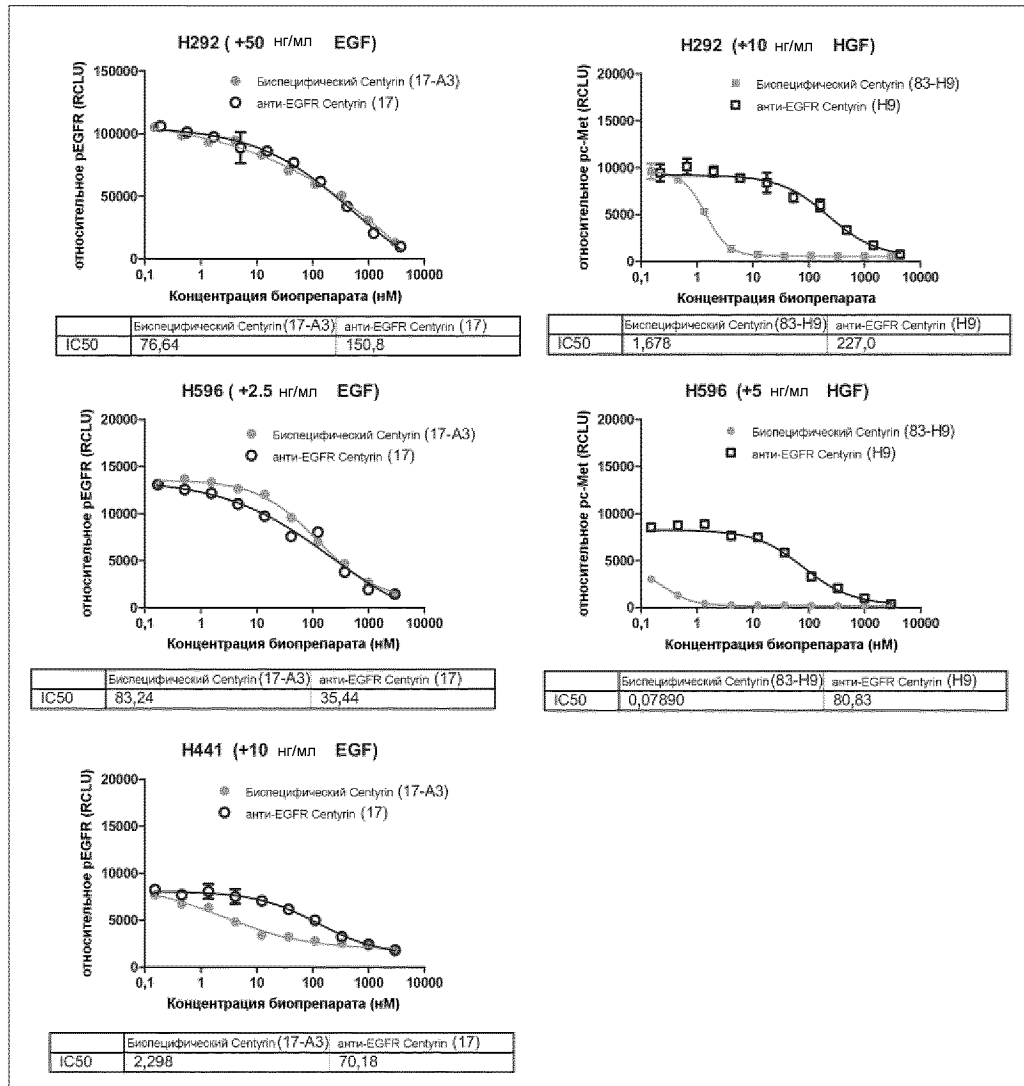 H292 ( +50 нг/мл EGF)
относительное pEGFR (RCLU)
150000
100000
50000
0
Биспецифический Centyrin (17-A3)
анти-EGFR Centyrin (17)
0,1 1 10 100 1000 10000
Концентрация биопрепарата (нМ)
Биспецифический Centyrin (17-A3) анти-EGFR Centyrin (17)
IC50 76,64 150,8
H292 (+10 нг/мл HGF)
относительное pc-Met (RCLU)
20000
15000
10000
5000
0
Биспецифический Centyrin (83-H9)
анти-EGFR Centyrin (H9)
0,1 1 10 100 1000 10000
Концентрация биопрепарата
Биспецифический Centyrin (83-H9) анти-EGFR Centyrin (H9)
IC50 1,678 227,0
H596 ( +2.5 нг/мл EGF)
относительное pEGFR (RCLU)
20000
15000
10000
5000
0
Биспецифический Centyrin (17-A3)
анти-EGFR Centyrin (17)
0,1 1 10 100 1000 10000
Концентрация биопрепарата (нМ)
Биспецифический Centyrin (17-A3) анти-EGFR Centyrin (17)
IC50 83,24 35,44
H596 (+5 нг/мл HGF)
относительное pc-Met (RCLU)
20000
15000
10000
5000
0
Биспецифический Centyrin (83-H9)
анти-EGFR Centyrin (H9)
0,1 1 10 100 1000 10000
Концентрация биопрепарата (нМ)
Биспецифический Centyrin (83-H9) анти-EGFR Centyrin (H9)
IC50 0,07890 80,83
H441 (+10 нг/мл EGF)
относительное pEGFR (RCLU)
20000
15000
10000
5000
0
Биспецифический Centyrin (17-A3)
анти-EGFR Centyrin (17)
0,1 1 10 100 1000 10000
Концентрация биопрепарата (нМ)
Биспецифический Centyrin (17-A3) анти-EGFR Centyrin (17)
IC50 2,298 70,18